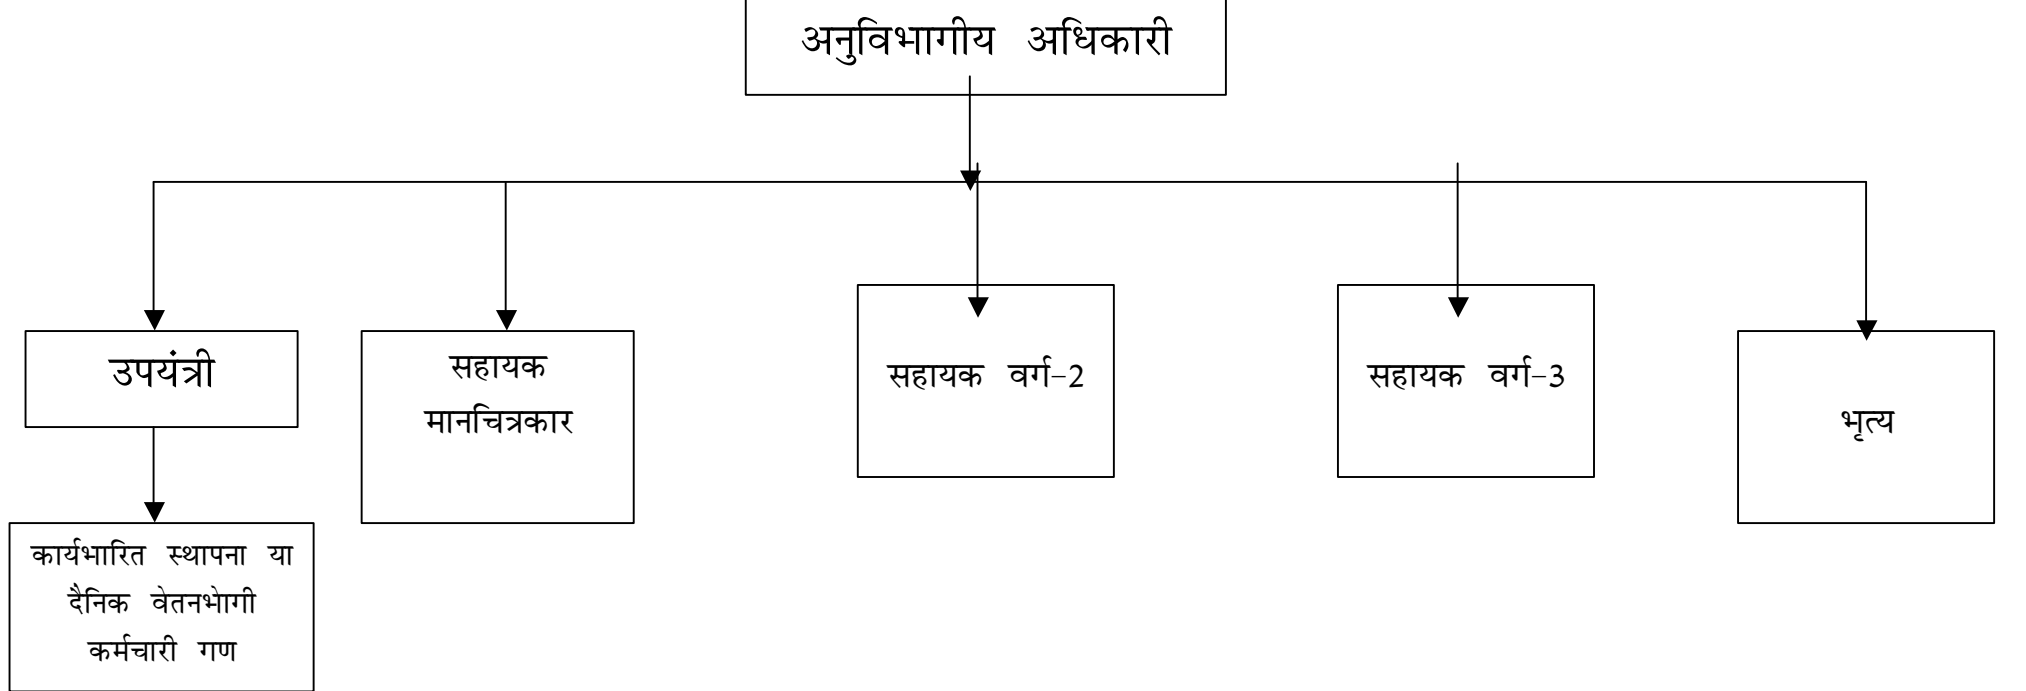 अनुविभागीय अधिकारी
उपयंत्री
सहायक
मानचित्रकार
सहायक वर्ग-2
सहायक वर्ग-3
भृत्य
कार्यभारित स्थापना या
दैनिक वेतनभोगी
कर्मचारी गण